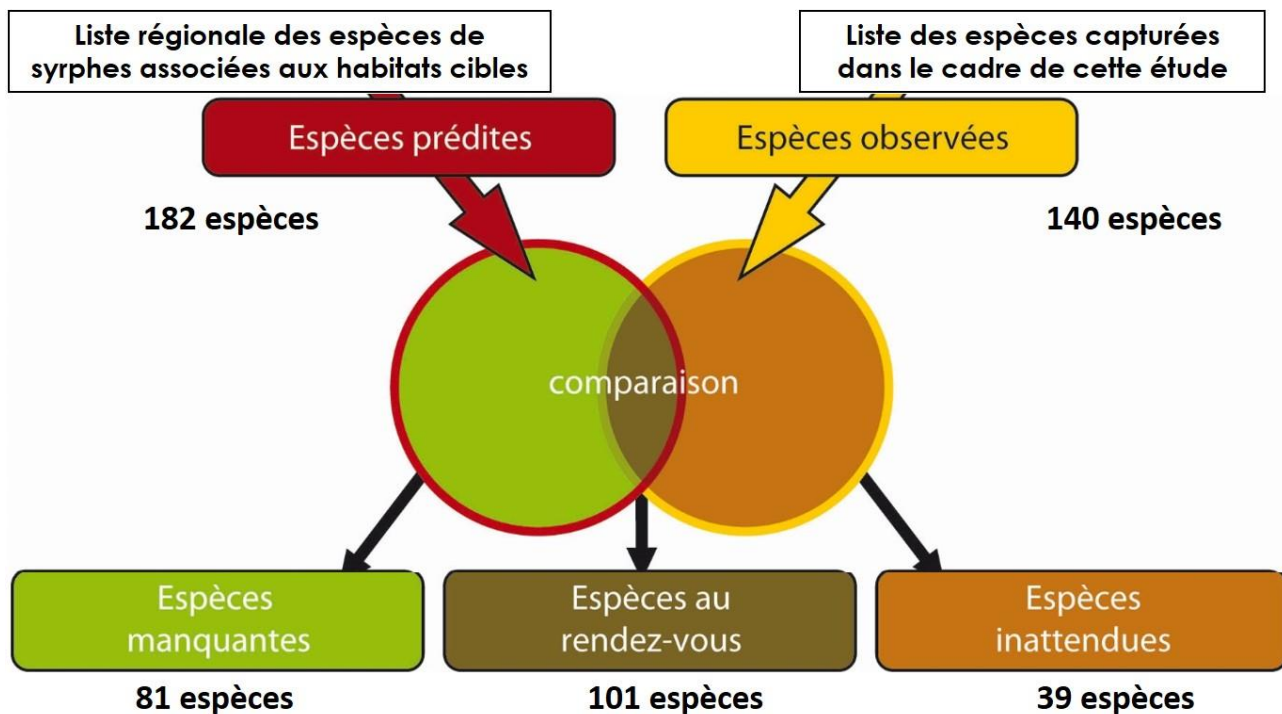 Liste régionale des espèces de
syrphes associées aux habitats cibles
Liste des espèces capturées
dans le cadre de cette étude
Espèces prédites
Espèces observées
182 espèces
140 espèces
comparaison
Espèces
manquantes
Espèces au
rendez-vous
Espèces
inattendues
81 espèces
101 espèces
39 espèces